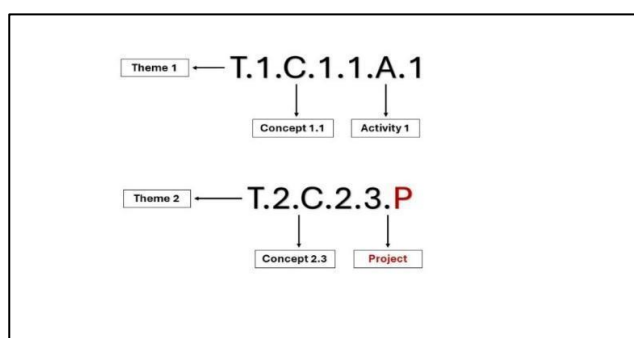 Theme 1 T.1.C.1.1.A.1
Concept 1.1 Activity 1
Theme 2 T.2.C.2.3.P
Concept 2.3 Project